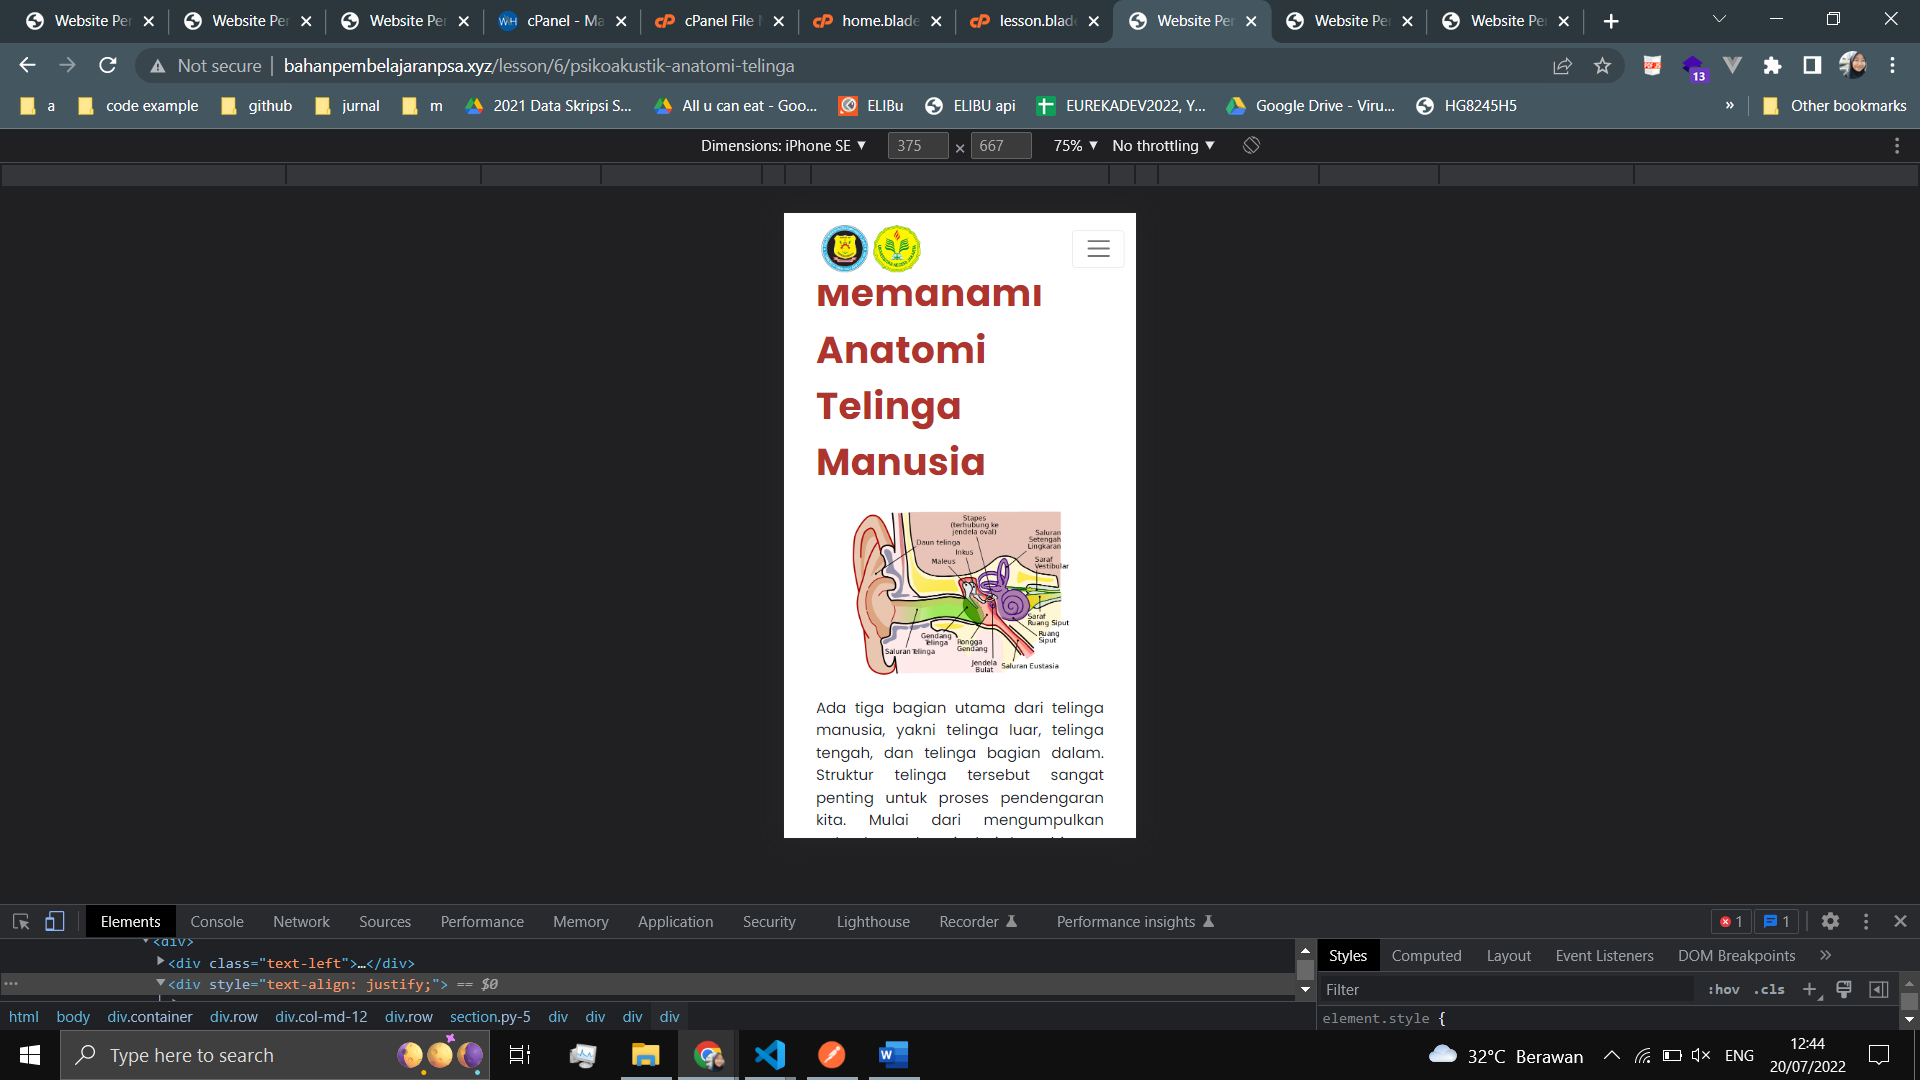 Website Per
Website Per
Website Per
cPanel - Ma
cPanel File M
home.blade
lesson.blade
Website Per
Website Per
Website Per
Not secure
bahanpembelajaranpsa.xyz/lesson/6/psikoakustik-anatomi-telinga
13
a
code example
github
jurnal
m
2021 Data Skripsi S...
All u can eat - Goo...
ELIBu
ELIBU api
EUREKADEV2022, Y...
Google Drive - Viru...
HG8245H5
»
Other bookmarks
Dimensions: iPhone SE ▼
375 × 667
75% ▼
No throttling ▼
Memahami
Anatomi
Telinga
Manusia
Stapes
(terhubung ke
jendela oval)
Saluran
Setengah
Lingkaran
Daun telinga
Inkus
Maleus
Saraf
Vestibular
Saraf
Ruang Siput
Ruang
Siput
Gendang
Telinga
Rongga
Gendang
Saluran Telinga
Jendela
Bulat
Saluran Eustasia
Ada tiga bagian utama dari telinga
manusia, yakni telinga luar, telinga
tengah, dan telinga bagian dalam.
Struktur telinga tersebut sangat
penting untuk proses pendengaran
kita. Mulai dari mengumpulkan
Elements
Console
Network
Sources
Performance
Memory
Application
Security
Lighthouse
Recorder
Performance insights
1
1
<div>
<div class="text-left">…</div>
<div style="text-align: justify;"> == $0
html body div.container div.row div.col-md-12 div.row section.py-5 div div div div
Styles
Computed
Layout
Event Listeners
DOM Breakpoints
»
Filter
:hov .cls +
element.style {
Type here to search
32°C Berawan
ENG
12:44
20/07/2022